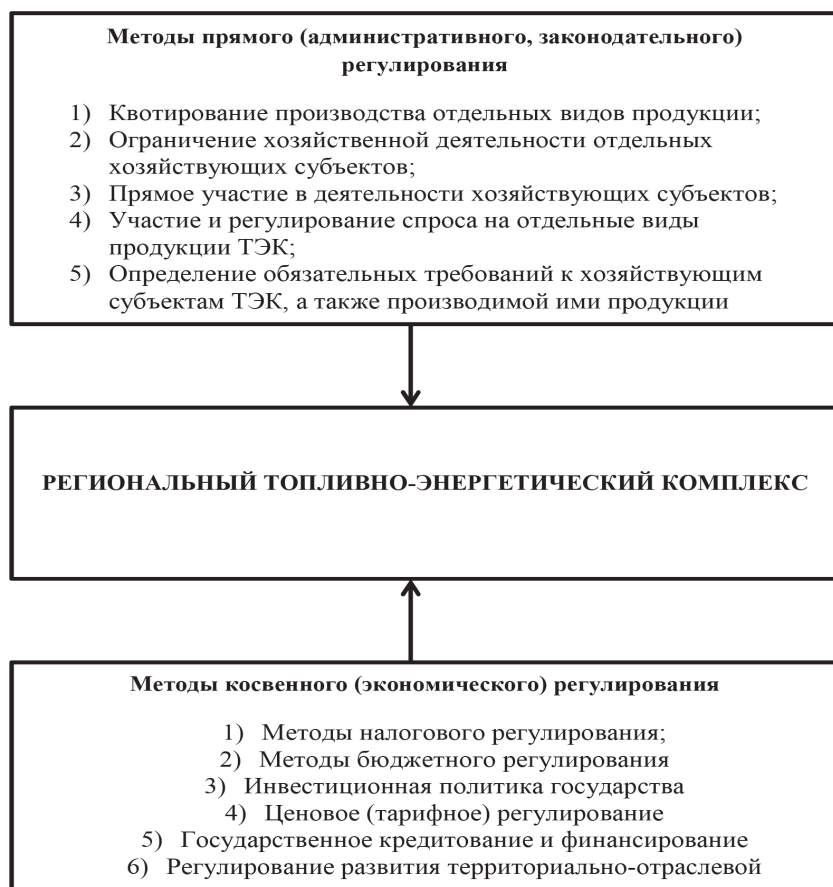 Методы прямого (административного, законодательного)
регулирования
1) Квотирование производства отдельных видов продукции;
2) Ограничение хозяйственной деятельности отдельных
хозяйствующих субъектов;
3) Прямое участие в деятельности хозяйствующих субъектов;
4) Участие и регулирование спроса на отдельные виды
продукции ТЭК;
5) Определение обязательных требований к хозяйствующим
субъектам ТЭК, а также производимой ими продукции
РЕГИОНАЛЬНЫЙ ТОПЛИВНО-ЭНЕРГЕТИЧЕСКИЙ КОМПЛЕКС
Методы косвенного (экономического) регулирования
1) Методы налогового регулирования;
2) Методы бюджетного регулирования
3) Инвестиционная политика государства
4) Ценовое (тарифное) регулирование
5) Государственное кредитование и финансирование
6) Регулирование развития территориально-отраслевой